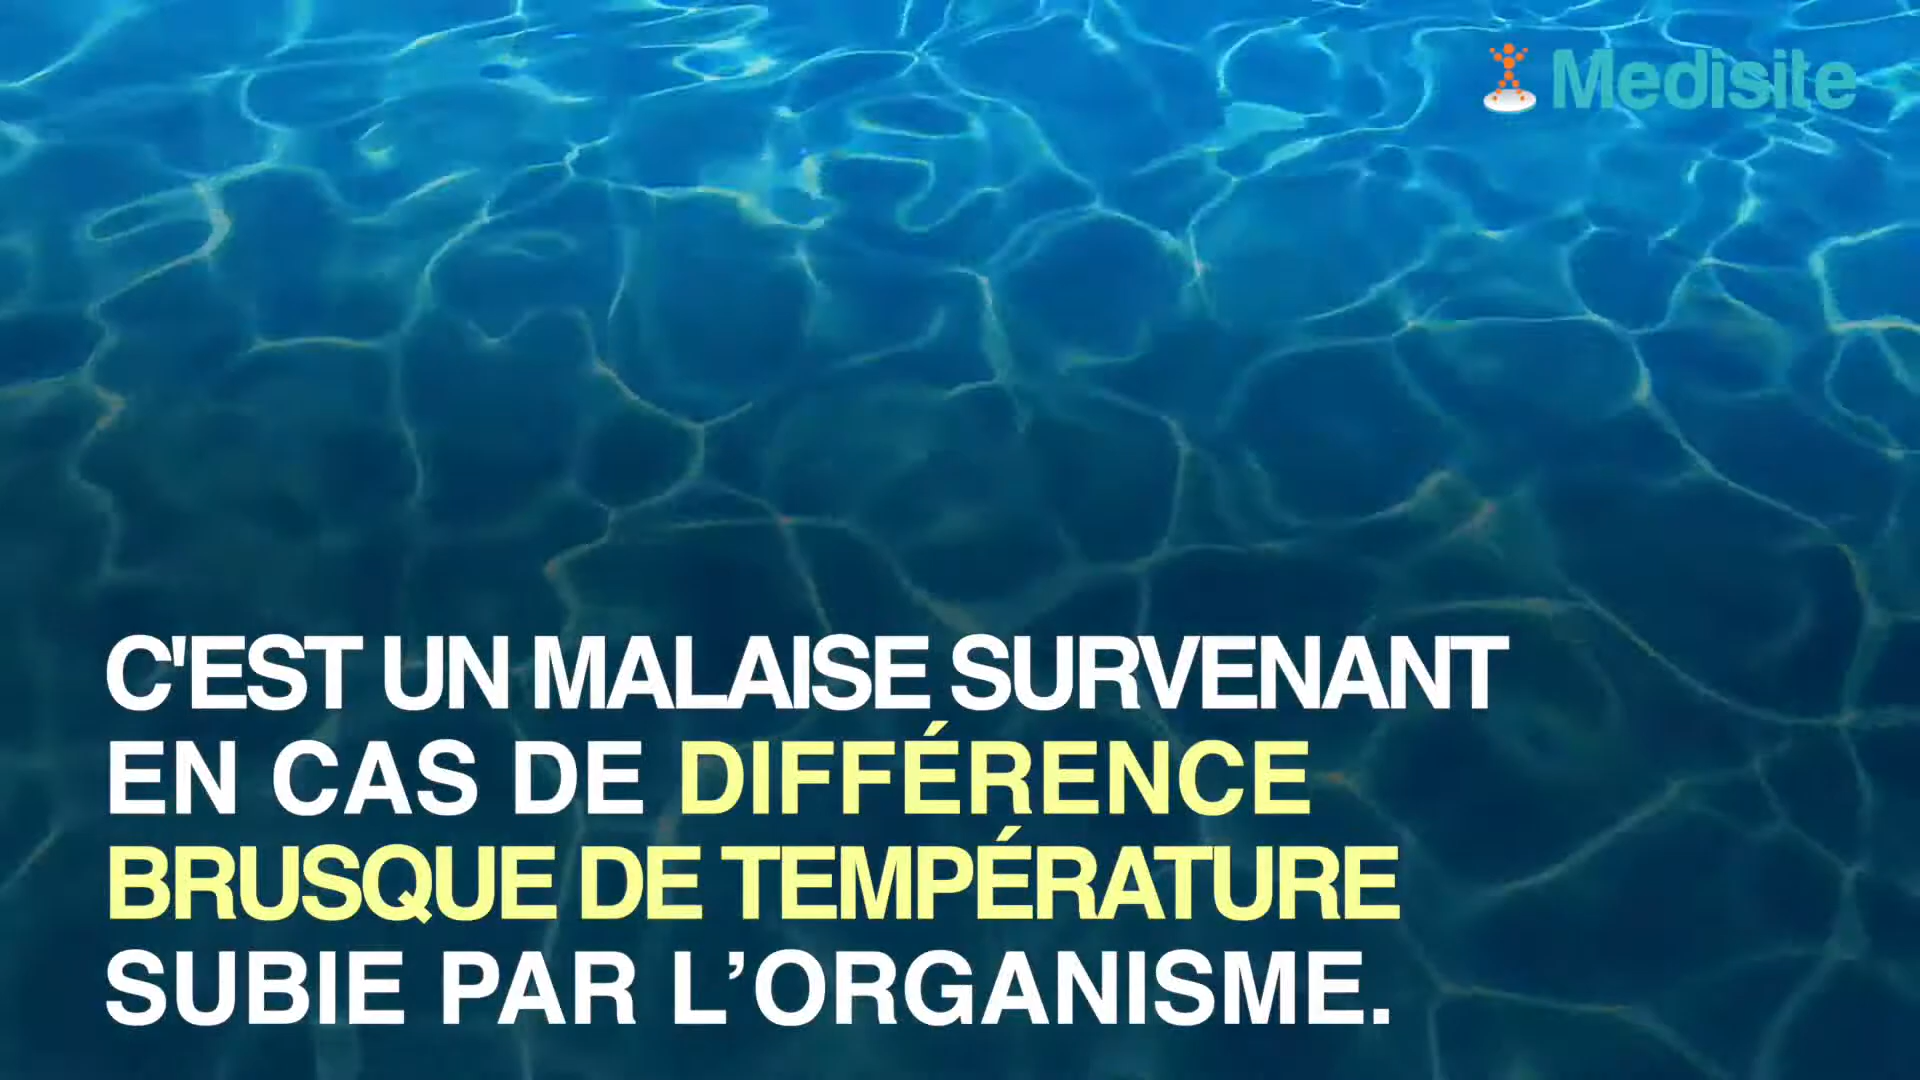 Medisite
C'EST UN MALAISE SURVENANT
EN CAS DE DIFFÉRENCE
BRUSQUE DE TEMPÉRATURE
SUBIE PAR L’ORGANISME.